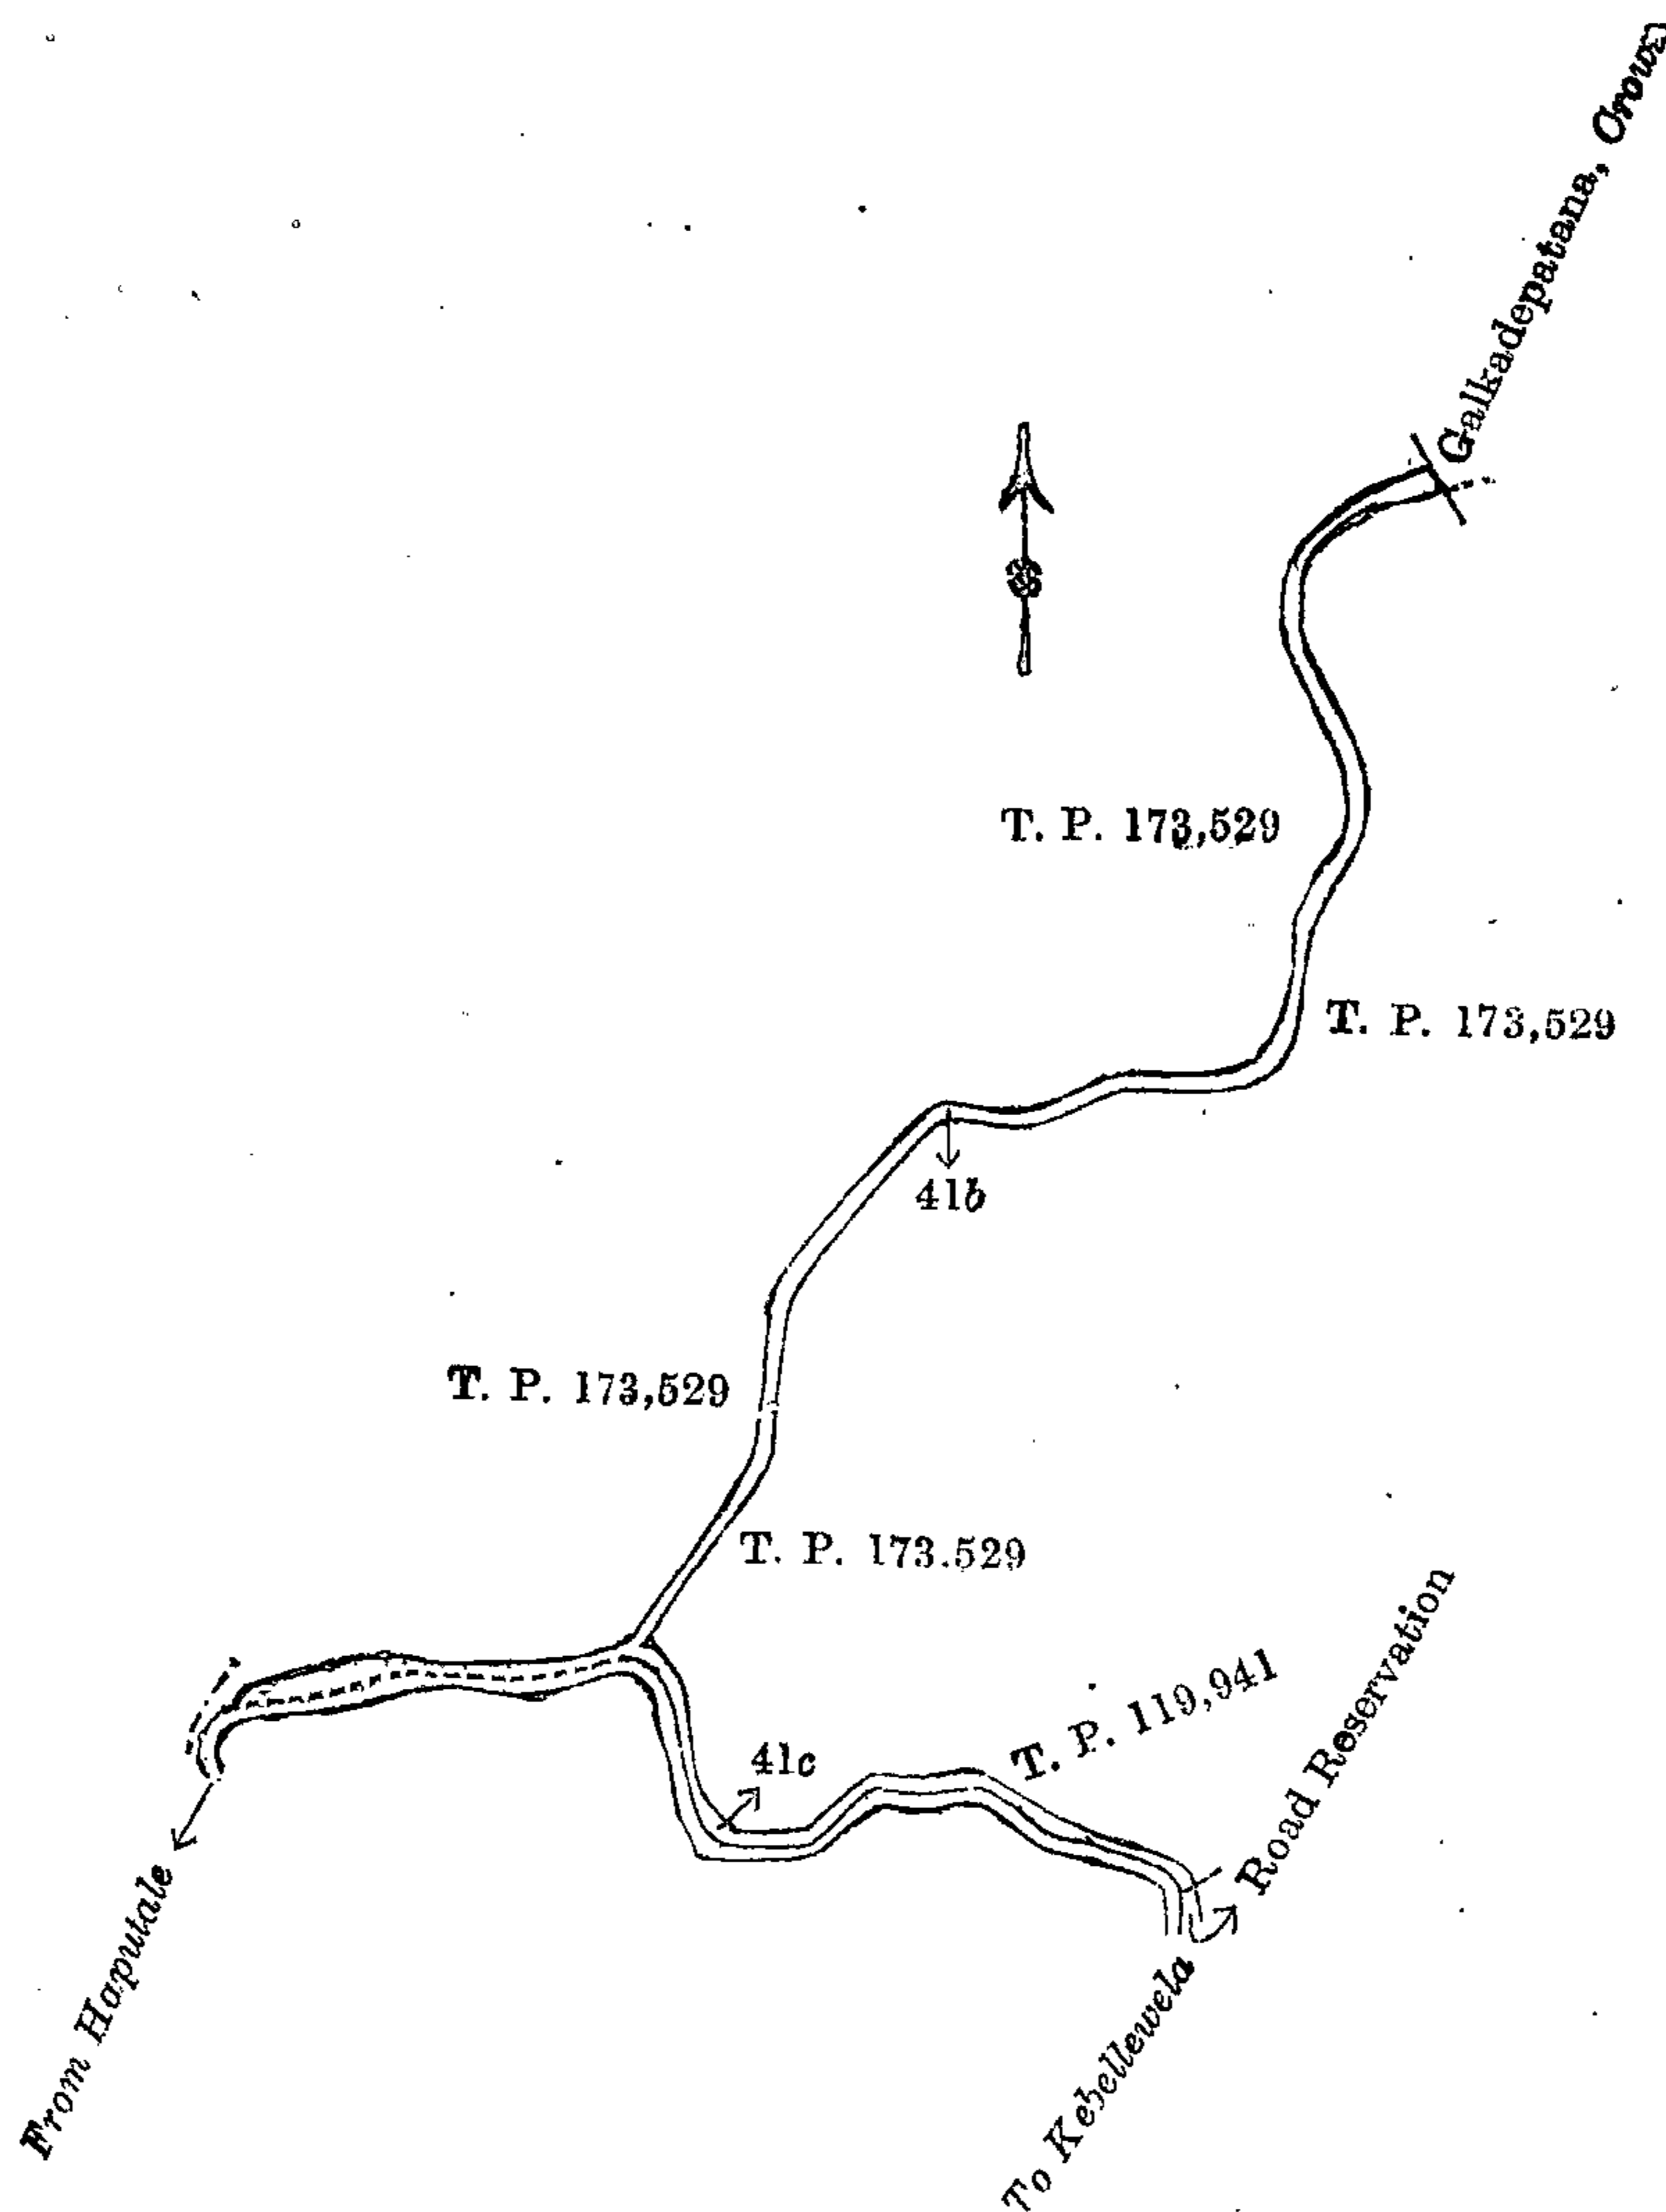 Galkadepatana, Crown
T. P. 173,529
T. P. 173,529
41b
T. P. 173,529
T. P. 173.529
T. P. 119,941
41c
Road Reservation
From Haputale
To Kebellewela